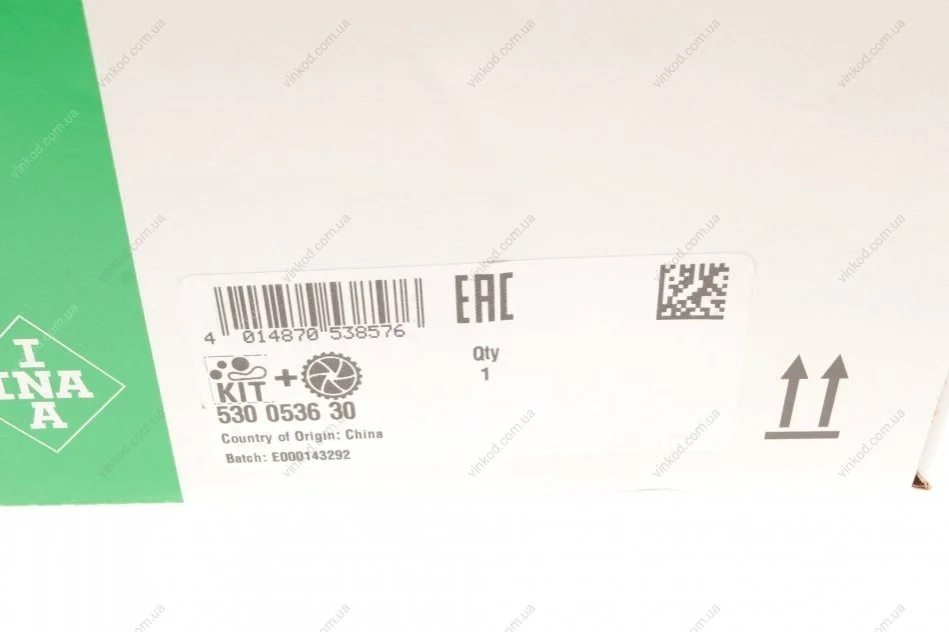 vinkod.com.ua
EAC
4 014870 538576
Qty
1
KIT +
530 0536 30
Country of Origin: China
Batch: E000143292
I
INA
A